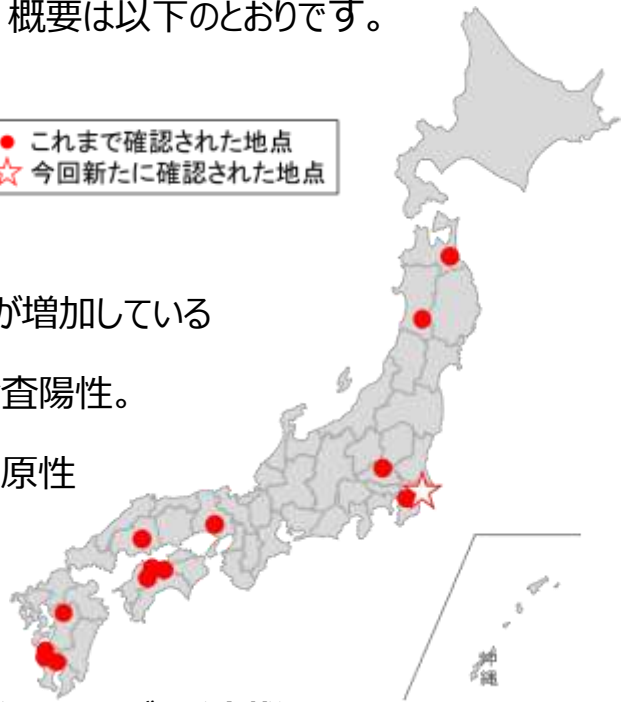 概要は以下のとおりです。
● これまで確認された地点
☆ 今回新たに確認された地点
が増加している
査陽性。
原性
沖縄